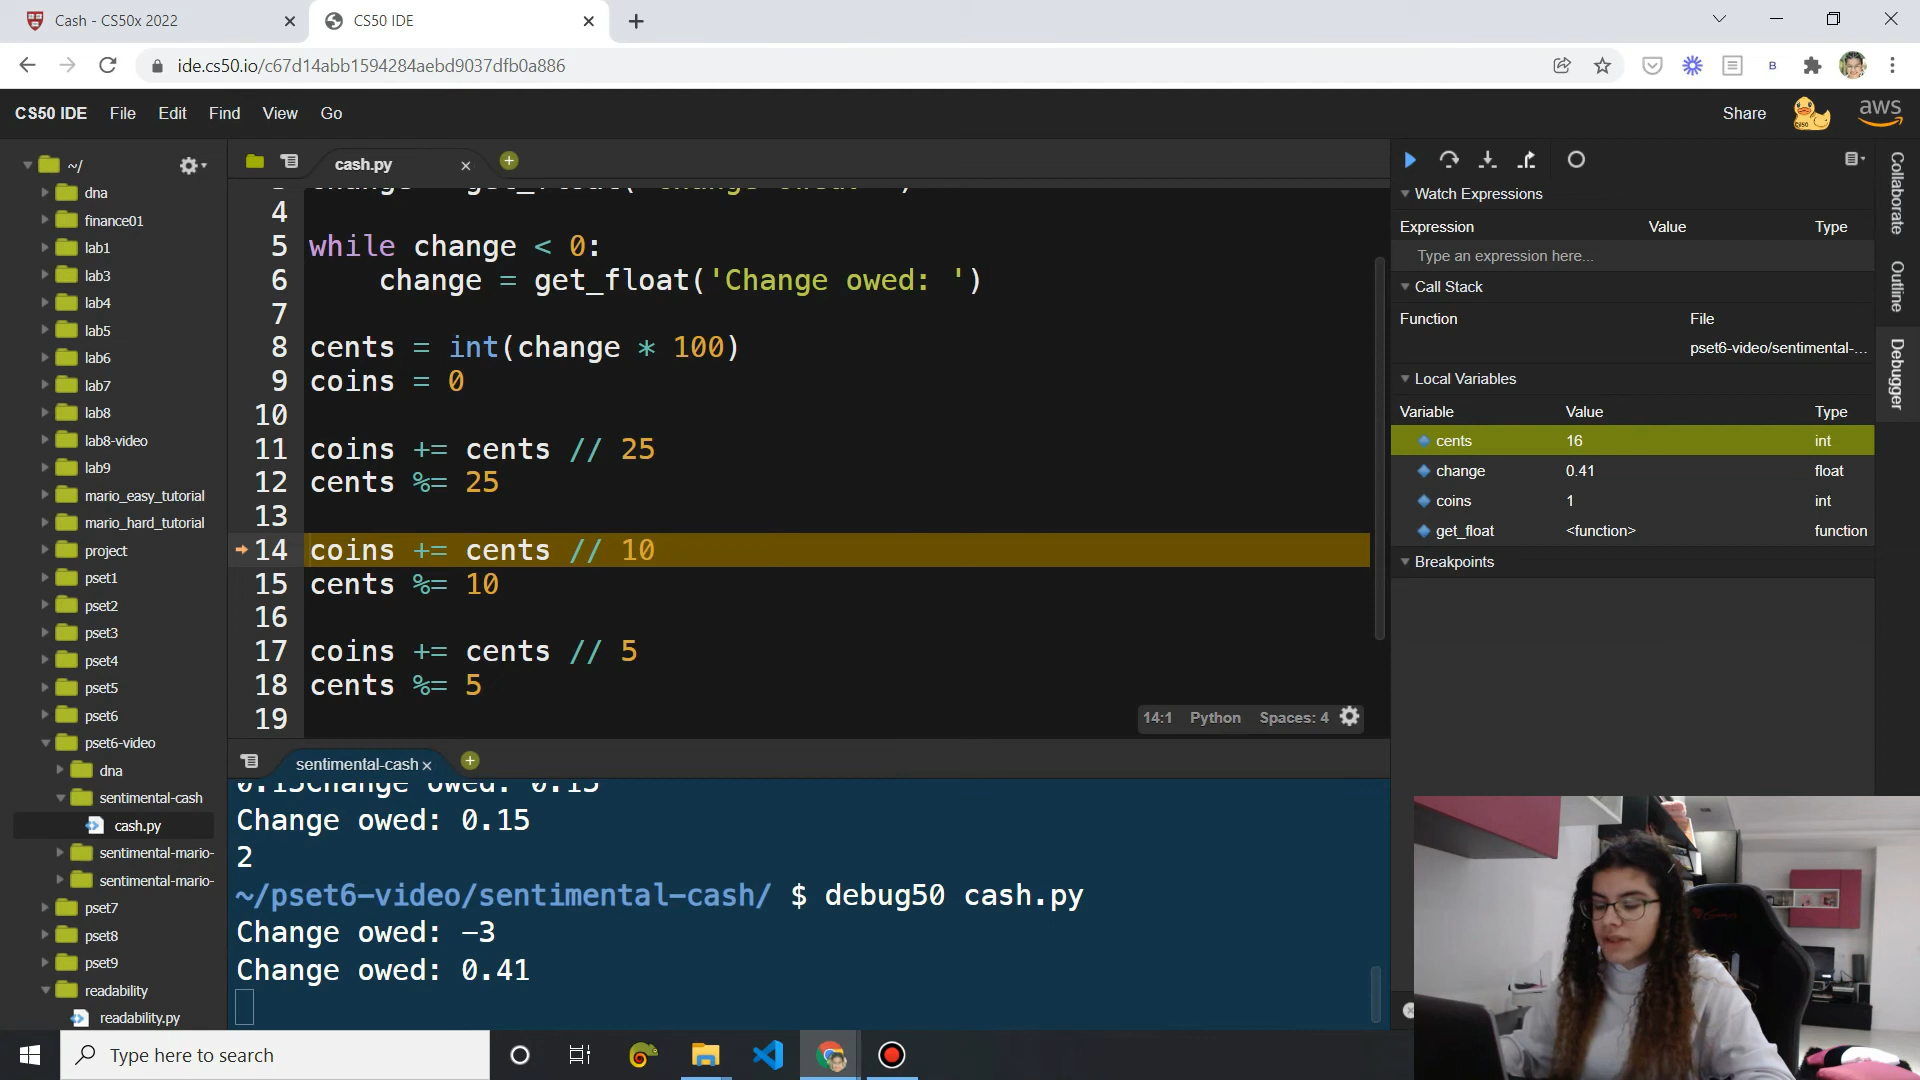 Cash - CS50x 2022
CS50 IDE
ide.cs50.io/c67d14abb1594284aebd9037dfb0a886
B
CS50 IDE File Edit Find View Go
Share
aws
~/
dna
finance01
lab1
lab3
lab4
lab5
lab6
lab7
lab8
lab8-video
lab9
mario_easy_tutorial
mario_hard_tutorial
project
pset1
pset2
pset3
pset4
pset5
pset6
pset6-video
dna
sentimental-cash
cash.py
sentimental-mario-
sentimental-mario-
pset7
pset8
pset9
readability
readability.py
cash.py
4
5 while change < 0:
6 change = get_float('Change owed: ')
7
8 cents = int(change * 100)
9 coins = 0
10
11 coins += cents // 25
12 cents %= 25
13
14 coins += cents // 10
15 cents %= 10
16
17 coins += cents // 5
18 cents %= 5
19
14:1 Python Spaces: 4
sentimental-cash
0.15Change owed: 0.15
Change owed: 0.15
2
~/pset6-video/sentimental-cash/ $ debug50 cash.py
Change owed: -3
Change owed: 0.41
Watch Expressions
Expression Value Type
Type an expression here...
Call Stack
Function File
pset6-video/sentimental-...
Local Variables
Variable Value Type
cents 16 int
change 0.41 float
coins 1 int
get_float <function> function
Breakpoints
Collaborate
Outline
Debugger
Type here to search